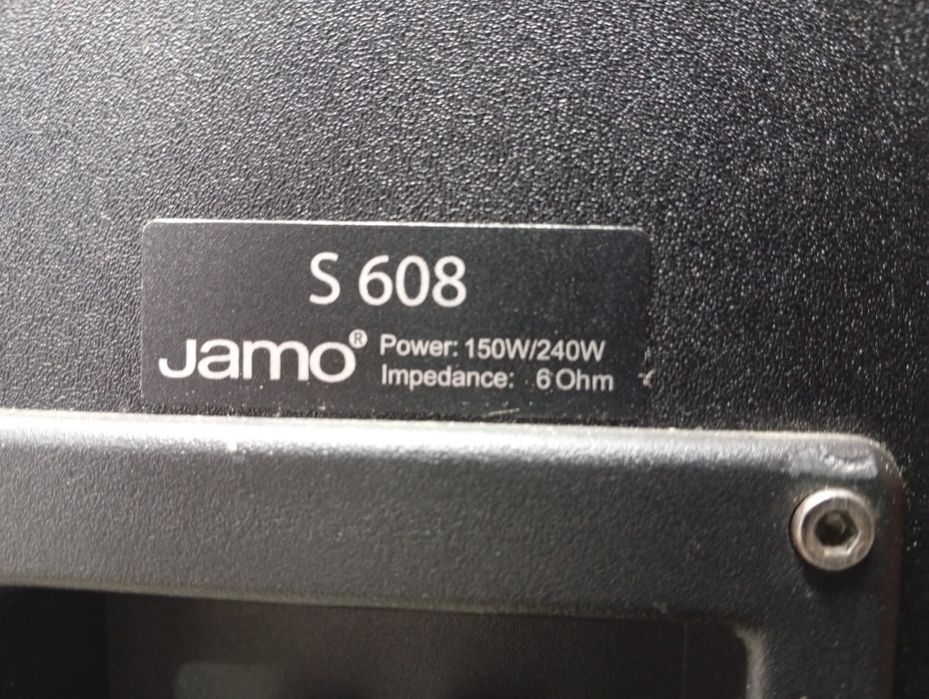 S 608
Jamo®
Power: 150W/240W
Impedance: 6 Ohm